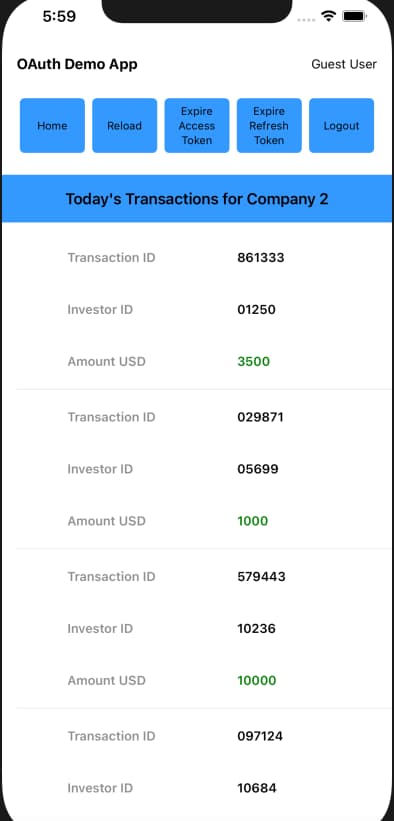 5:59
OAuth Demo App Guest User
Home Reload Expire Access Token Expire Refresh Token Logout
Today's Transactions for Company 2
Transaction ID 861333
Investor ID 01250
Amount USD 3500
Transaction ID 029871
Investor ID 05699
Amount USD 1000
Transaction ID 579443
Investor ID 10236
Amount USD 10000
Transaction ID 097124
Investor ID 10684